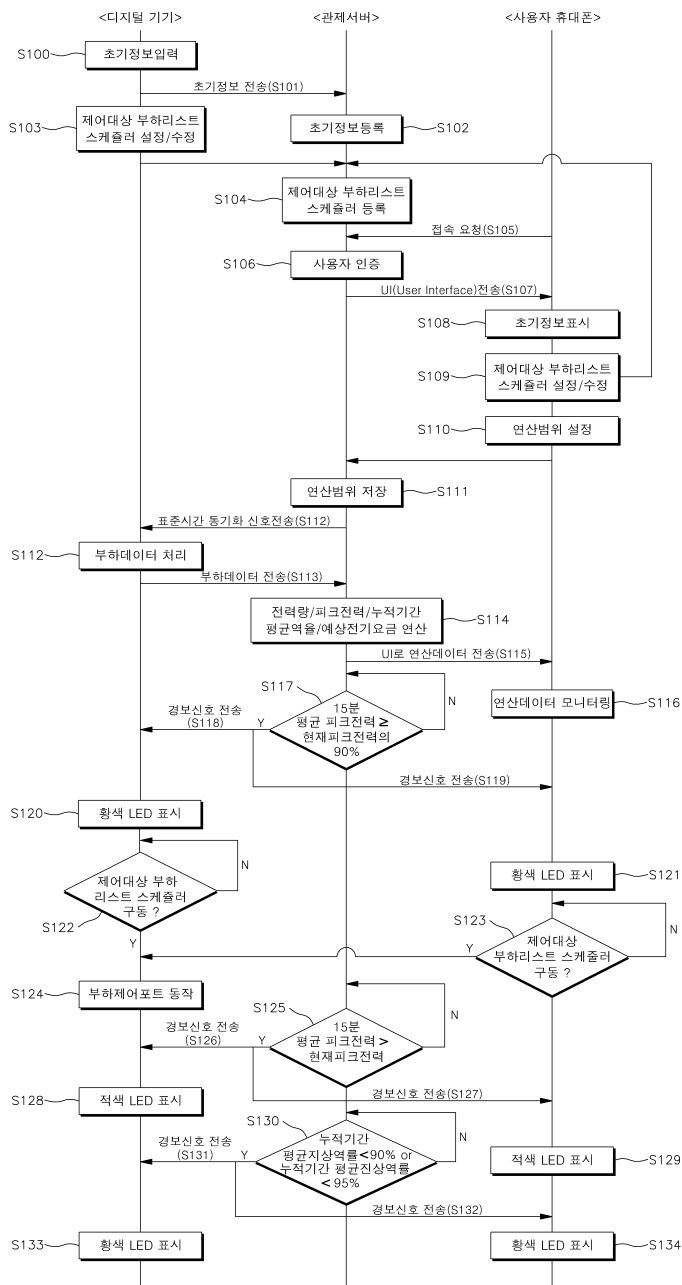 <디지털 기기>
<관제서버>
<사용자 휴대폰>
S100
초기정보입력
초기정보 전송(S101)
S103
제어대상 부하리스트
스케쥴러 설정/수정
초기정보등록
S102
S104
제어대상 부하리스트
스케쥴러 등록
접속 요청(S105)
S106
사용자 인증
UI(User Interface)전송(S107)
S108
초기정보표시
S109
제어대상 부하리스트
스케쥴러 설정/수정
S110
연산범위 설정
연산범위 저장
S111
표준시간 동기화 신호전송(S112)
S112
부하데이터 처리
부하데이터 전송(S113)
전력량/피크전력/누적기간
평균역율/예상전기요금 연산
S114
UI로 연산데이터 전송(S115)
S117
N
15분
평균 피크전력 ≥
현재피크전력의
90%
Y
경보신호 전송
(S118)
연산데이터 모니터링
S116
경보신호 전송(S119)
S120
황색 LED 표시
N
제어대상 부하
리스트 스케쥴러
구동 ?
S122
Y
황색 LED 표시
S121
S123
N
제어대상
부하리스트 스케줄러
구동 ?
Y
S124
부하제어포트 동작
S125
N
15분
평균 피크전력 >
현재피크전력
Y
경보신호 전송
(S126)
경보신호 전송(S127)
S128
적색 LED 표시
S130
N
누적기간
평균지상역률<90% or
누적기간 평균진상역률
< 95%
Y
경보신호 전송
(S131)
적색 LED 표시
S129
경보신호 전송(S132)
S133
황색 LED 표시
황색 LED 표시
S134